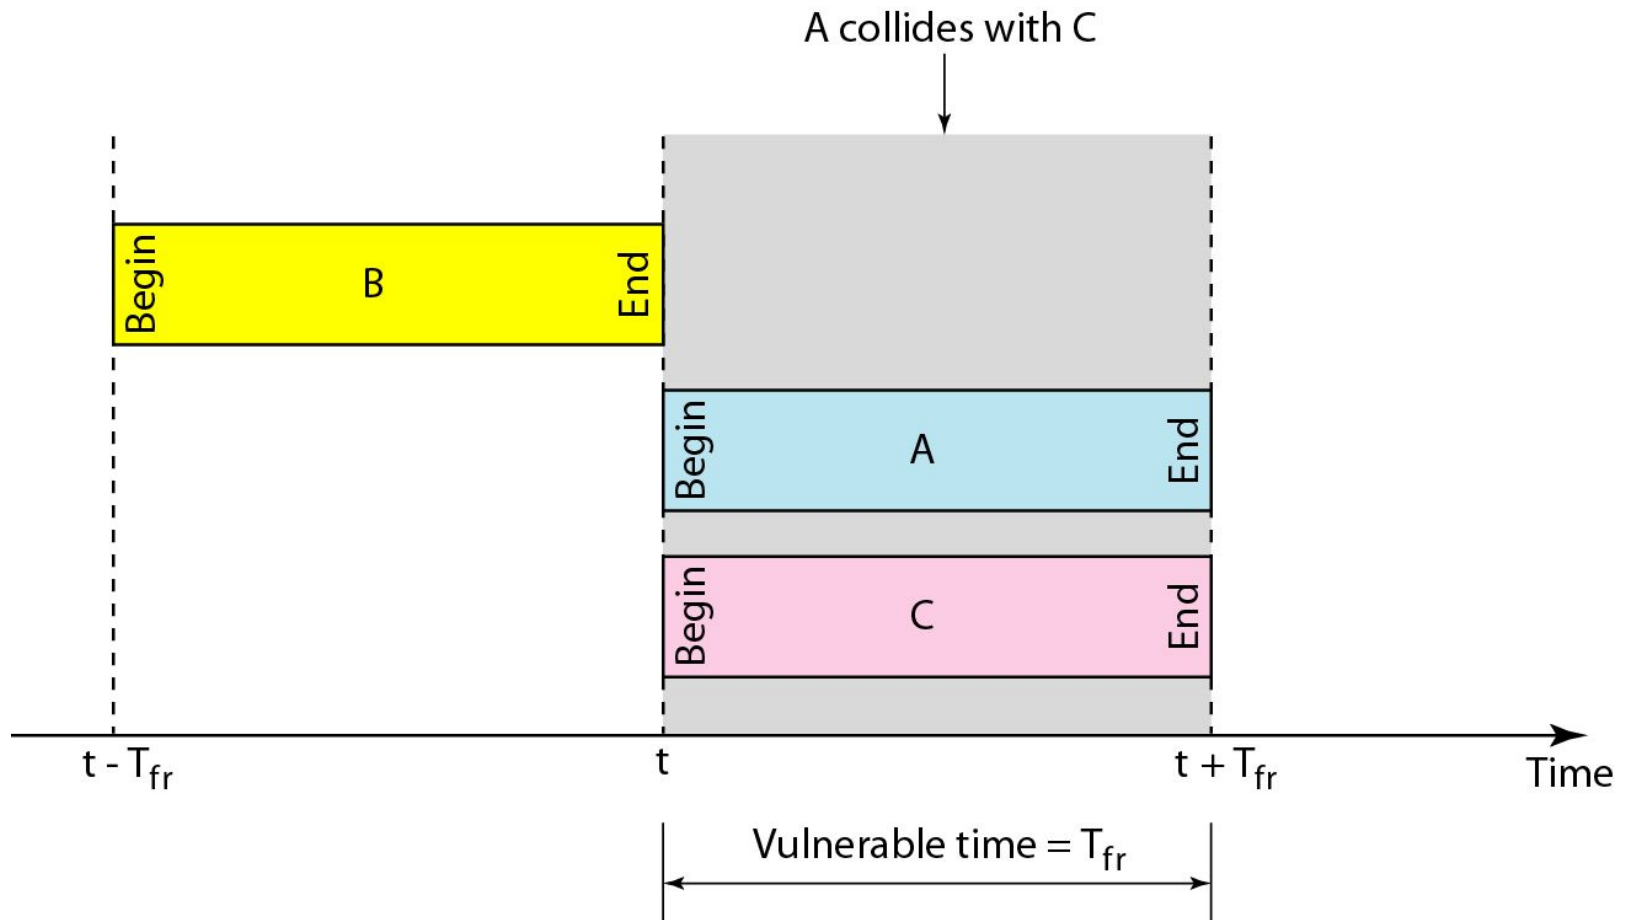 A collides with C
Begin
B
End
Begin
A
End
Begin
C
End
t - Tfr
t
t + Tfr
Time
Vulnerable time = Tfr